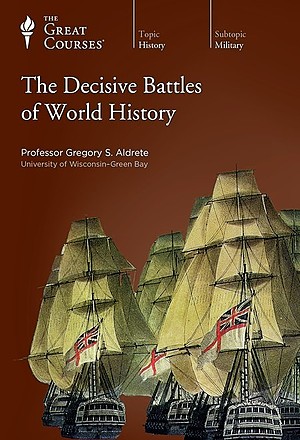 THE
GREAT
COURSES®
Topic
History
Subtopic
Military
The Decisive Battles
of World History
Professor Gregory S. Aldrete
University of Wisconsin–Green Bay